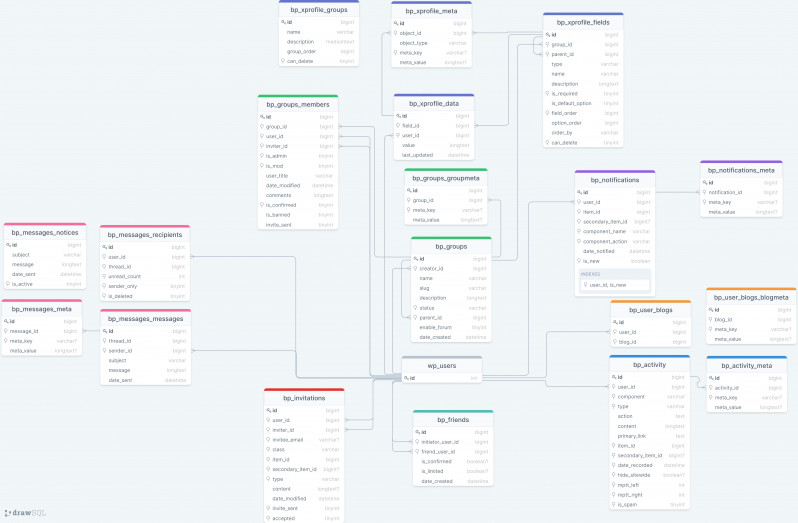 bp_xprofile_groups
id bigint
name varchar
description mediumtext
group_order bigint
can_delete tinyint
bp_xprofile_meta
id bigint
object_id bigint
object_type varchar
meta_key varchar?
meta_value longtext?
bp_xprofile_fields
id bigint
group_id bigint
parent_id bigint
type varchar
name varchar
description longtext
is_required tinyint
is_default_option tinyint
field_order bigint
option_order bigint
order_by varchar
can_delete tinyint
bp_groups_members
id bigint
group_id bigint
user_id bigint
inviter_id bigint
is_admin tinyint
is_mod tinyint
user_title varchar
date_modified datetime
comments longtext
is_confirmed tinyint
is_banned tinyint
invite_sent tinyint
bp_xprofile_data
id bigint
field_id bigint
user_id bigint
value longtext
last_updated datetime
bp_groups_groupmeta
id bigint
group_id bigint
meta_key varchar?
meta_value longtext?
bp_notifications
id bigint
user_id bigint
item_id bigint
secondary_item_id bigint?
component_name varchar
component_action varchar
date_notified datetime
is_new boolean
INDEXES
user_id, is_new
bp_notifications_meta
id bigint
notification_id bigint
meta_key varchar?
meta_value longtext?
bp_messages_notices
id bigint
subject varchar
message longtext
date_sent datetime
is_active tinyint
bp_messages_recipients
id bigint
user_id bigint
thread_id bigint
unread_count int
sender_only tinyint
is_deleted tinyint
bp_groups
id bigint
creator_id bigint
name varchar
slug varchar
description longtext
status varchar
parent_id bigint
enable_forum tinyint
date_created datetime
bp_messages_meta
id bigint
message_id bigint
meta_key varchar?
meta_value longtext?
bp_messages_messages
id bigint
thread_id bigint
sender_id bigint
subject varchar
message longtext
date_sent datetime
bp_user_blogs
id bigint
user_id bigint
blog_id bigint
bp_user_blogs_blogmeta
id bigint
blog_id bigint
meta_key varchar?
meta_value longtext?
wp_users
id int
bp_activity
id bigint
user_id bigint
component varchar
type varchar
action text
content longtext
primary_link text
item_id bigint
secondary_item_id bigint?
date_recorded datetime
hide_sitewide boolean?
mptt_left int
mptt_right int
is_spam tinyint
bp_activity_meta
id bigint
activity_id bigint
meta_key varchar?
meta_value longtext?
bp_invitations
id bigint
user_id bigint
inviter_id bigint
invitee_email varchar?
class varchar
item_id bigint
secondary_item_id bigint?
type varchar
content longtext?
date_modified datetime
invite_sent tinyint
accepted tinyint
bp_friends
id bigint
initiator_user_id bigint
friend_user_id bigint
is_confirmed boolean?
is_limited boolean?
date_created datetime
drawSQL